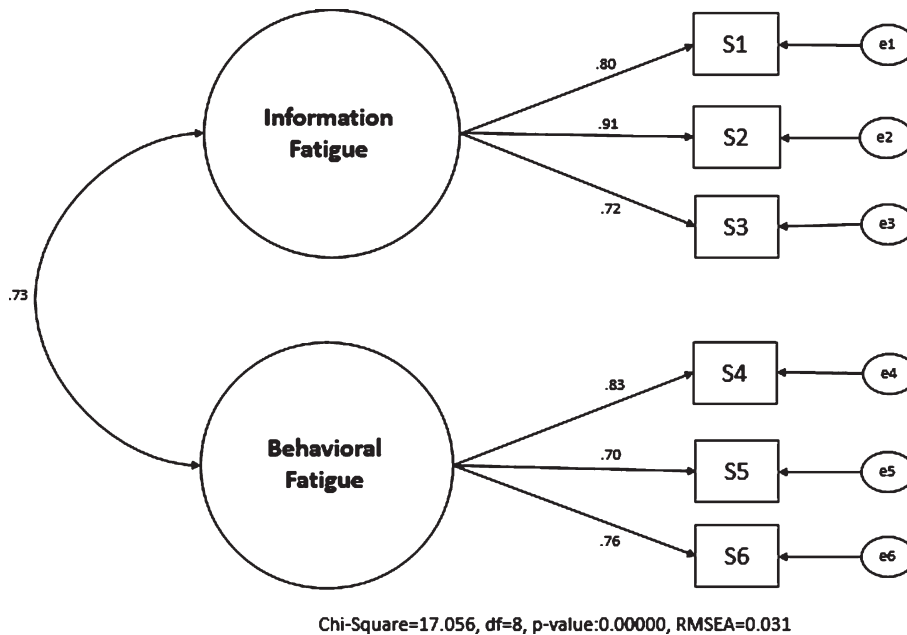 Information
Fatigue
.80
S1
e1
.91
S2
e2
.72
S3
e3
.73
Behavioral
Fatigue
.83
S4
e4
.70
S5
e5
.76
S6
e6
Chi-Square=17.056, df=8, p-value:0.00000, RMSEA=0.031